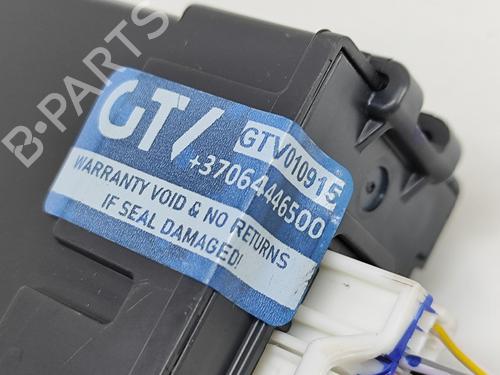 B-PARTS
GTV
GTV010915
+37064446500
WARRANTY VOID & NO RETURNS
IF SEAL DAMAGED!